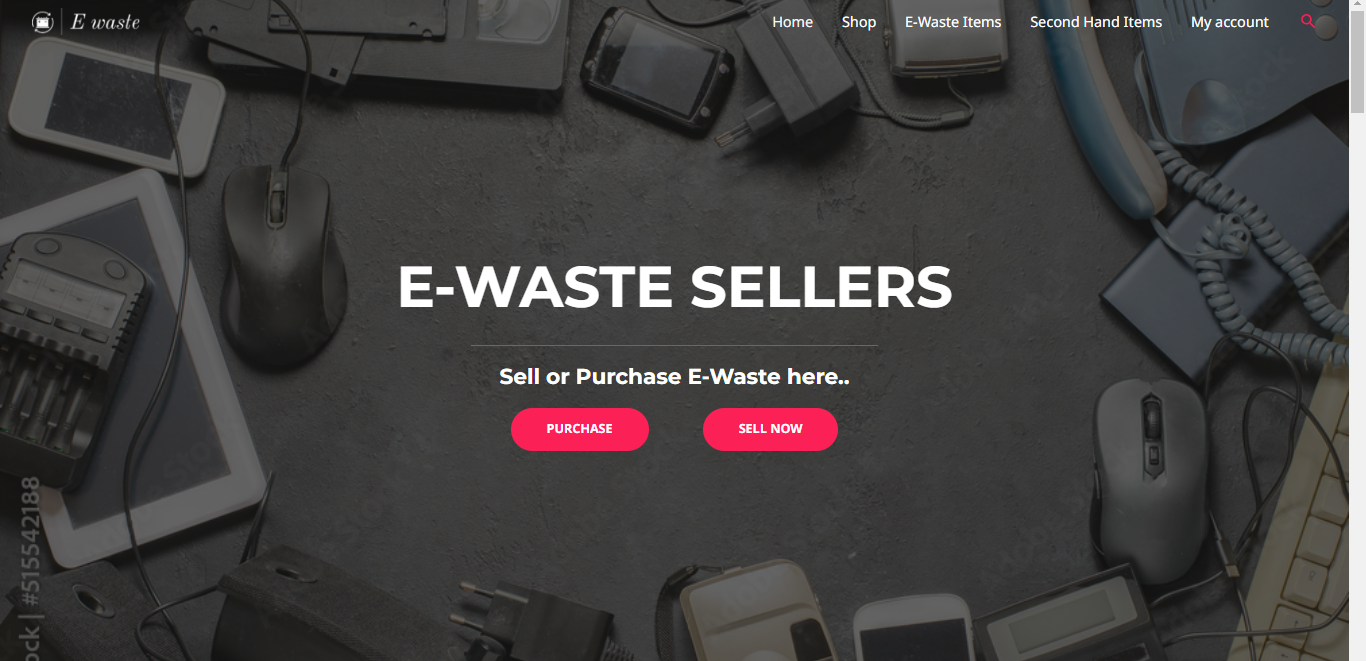 E waste
Home Shop E-Waste Items Second Hand Items My account
E-WASTE SELLERS
Sell or Purchase E-Waste here..
PURCHASE SELL NOW
ock | #515542188